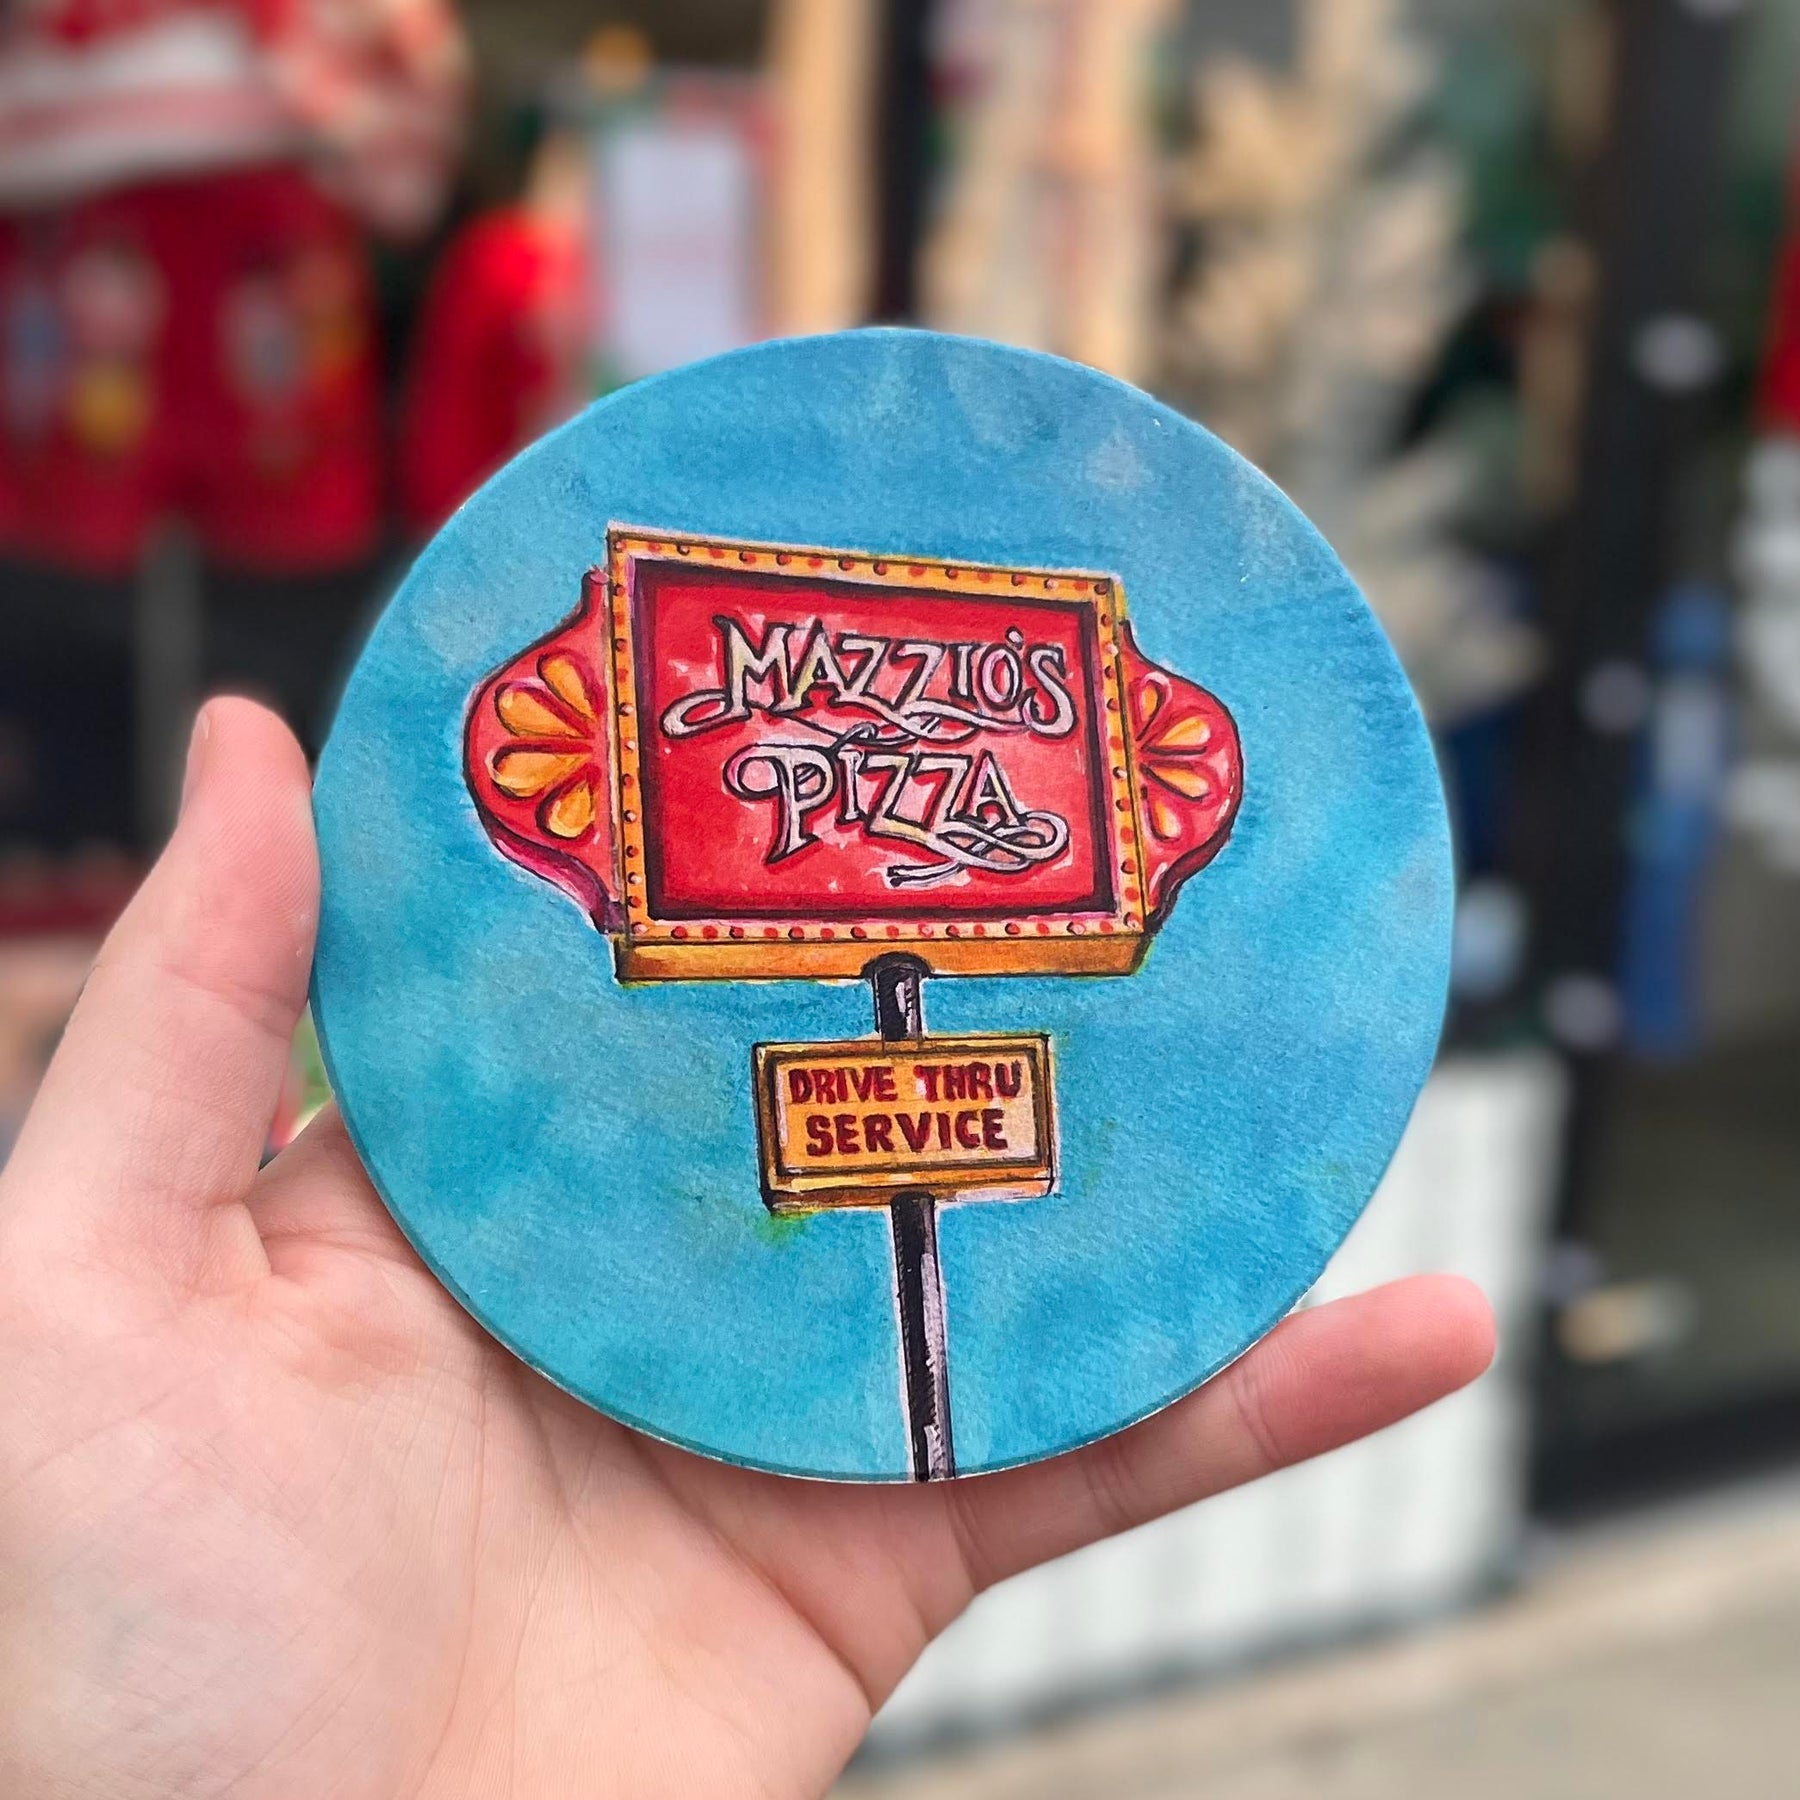 MAZZIO'S
PIZZA
DRIVE THRU
SERVICE